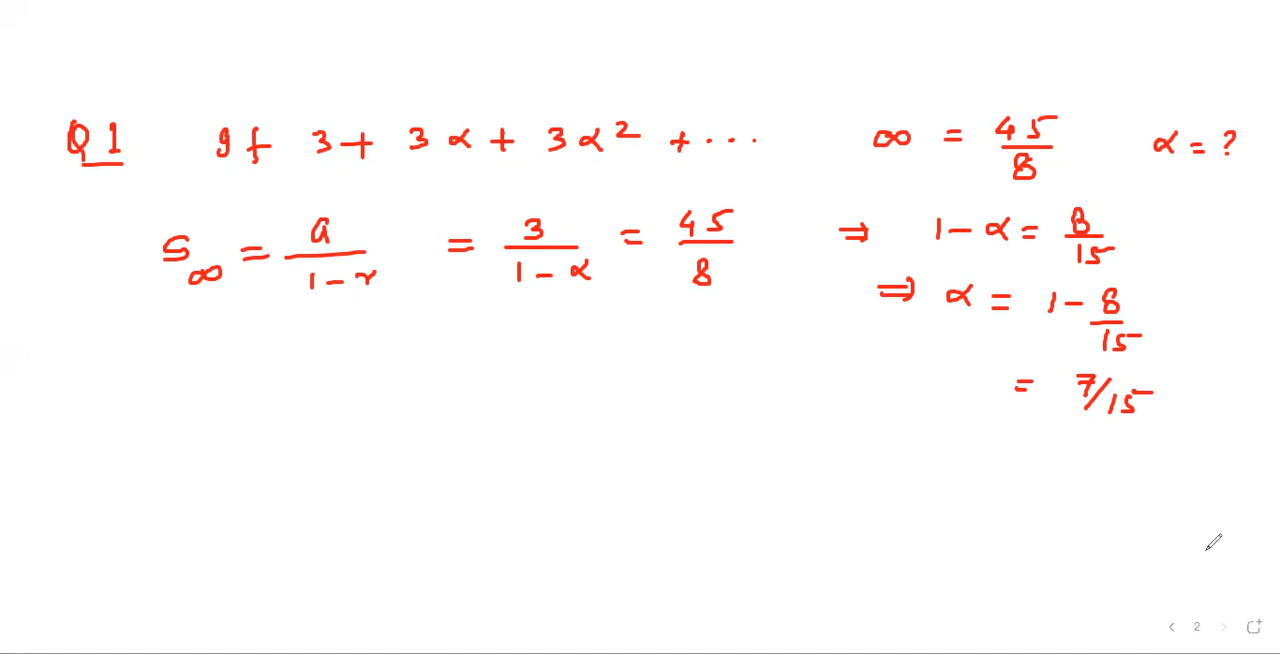 Q1 If 3 + 3α + 3α² + ... ∞ = 45/8 α = ?
S∞ = a/(1-r) = 3/(1-α) = 45/8 ⇒ 1-α = 8/15
⇒ α = 1 - 8/15
= 7/15
2